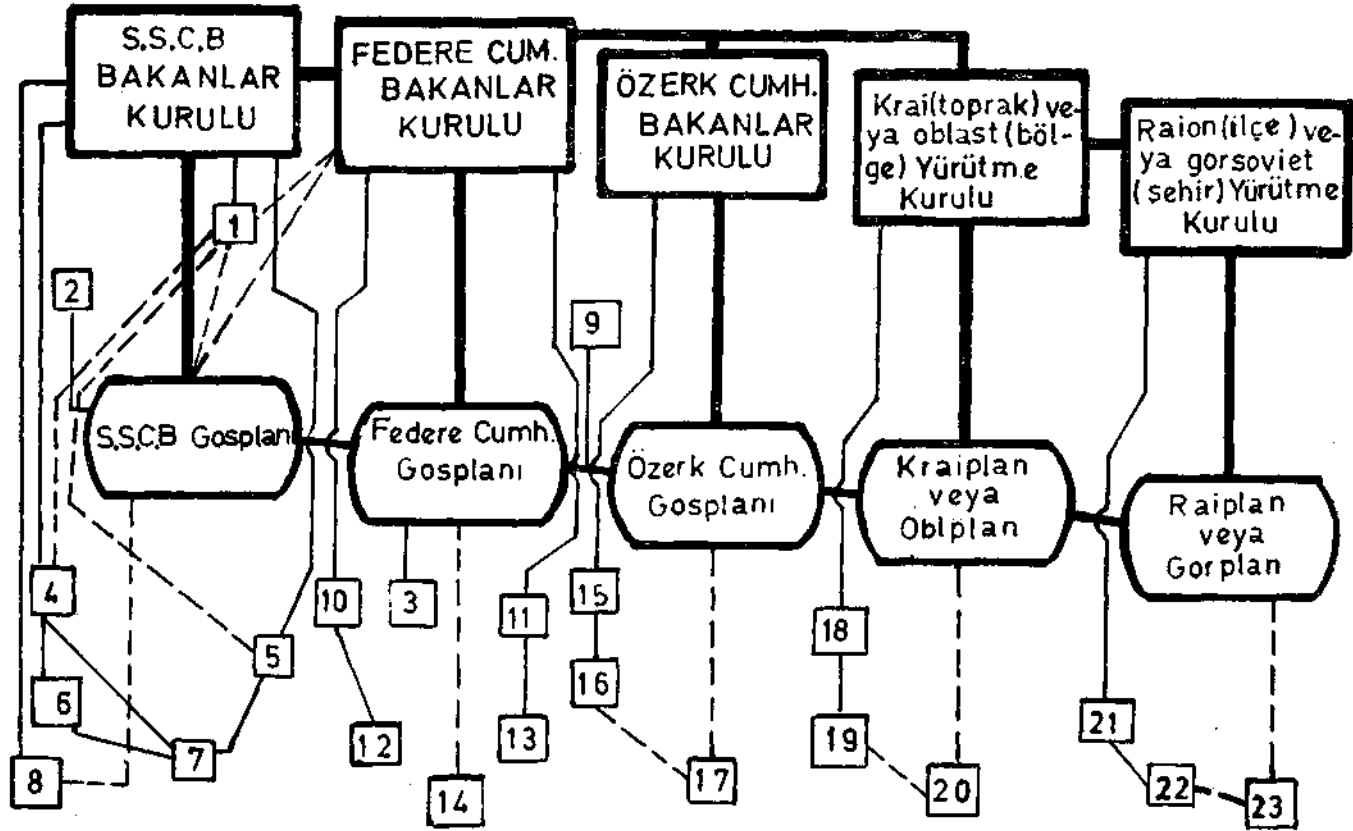 S.S.C.B
BAKANLAR
KURULU
FEDERE CUM.
BAKANLAR
KURULU
ÖZERK CUMH.
BAKANLAR
KURULU
Krai(toprak) ve-
ya oblast (böl-
ge) Yürütme
Kurulu
Raion(ilçe) ve-
ya gorsoviet
(şehir) Yürütme
Kurulu
1
2
9
S.S.C.B Gosplanı
Federe Cumh.
Gosplanı
Özerk Cumh.
Gosplanı
Kraiplan
veya
Oblplan
Raiplan
veya
Gorplan
4
10
3
11
15
18
5
6
16
7
12
13
19
21
8
14
17
20
22
23